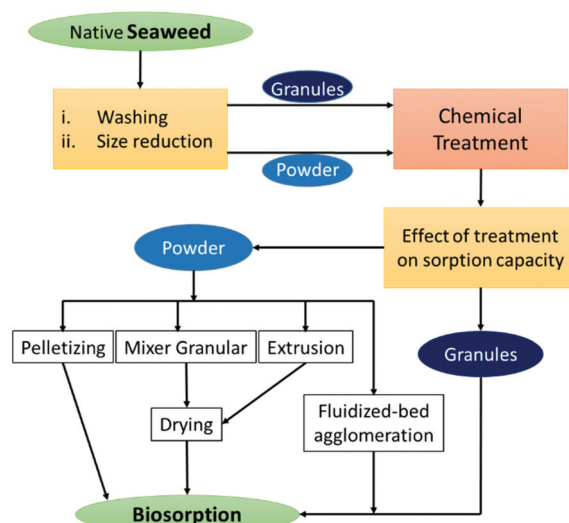 Native Seaweed
i. Washing
ii. Size reduction
Granules
Powder
Chemical
Treatment
Effect of treatment
on sorption capacity
Powder
Granules
Pelletizing
Mixer Granular
Extrusion
Drying
Fluidized-bed
agglomeration
Biosorption